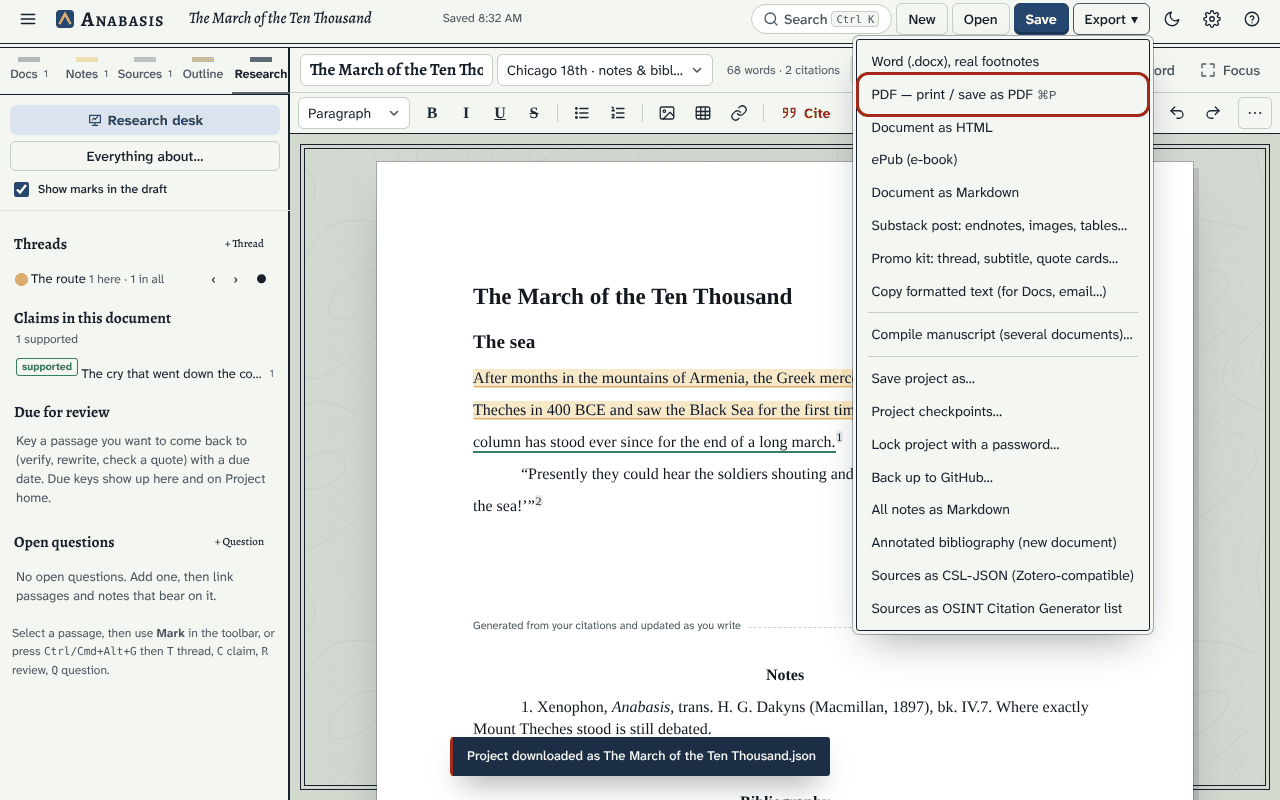 Anabasis
The March of the Ten Thousand
Saved 8:32 AM
Search Ctrl K
New
Open
Save
Export ▾
Docs 1
Notes 1
Sources 1
Outline
Research
The March of the Ten Tho
Chicago 18th · notes & bibl...
68 words · 2 citations
ord
Focus
Paragraph
B I U S
Cite
Research desk
Everything about…
Show marks in the draft
Threads
+ Thread
The route 1 here · 1 in all
Claims in this document
1 supported
supported The cry that went down the co... 1
Due for review
Key a passage you want to come back to
(verify, rewrite, check a quote) with a due
date. Due keys show up here and on Project
home.
Open questions
+ Question
No open questions. Add one, then link
passages and notes that bear on it.
Select a passage, then use Mark in the toolbar, or
press Ctrl/Cmd+Alt+G then T thread, C claim, R
review, Q question.
Word (.docx), real footnotes
PDF — print / save as PDF ⌘P
Document as HTML
ePub (e-book)
Document as Markdown
Substack post: endnotes, images, tables…
Promo kit: thread, subtitle, quote cards…
Copy formatted text (for Docs, email…)
Compile manuscript (several documents)…
Save project as…
Project checkpoints…
Lock project with a password…
Back up to GitHub…
All notes as Markdown
Annotated bibliography (new document)
Sources as CSL-JSON (Zotero-compatible)
Sources as OSINT Citation Generator list
The March of the Ten Thousand
The sea
After months in the mountains of Armenia, the Greek merc
Theches in 400 BCE and saw the Black Sea for the first tim
column has stood ever since for the end of a long march.1
“Presently they could hear the soldiers shouting and
the sea!’”2
Generated from your citations and updated as you write
Notes
1. Xenophon, Anabasis, trans. H. G. Dakyns (Macmillan, 1897), bk. IV.7. Where exactly
Mount Theches stood is still debated.
Project downloaded as The March of the Ten Thousand.json
Bibliography